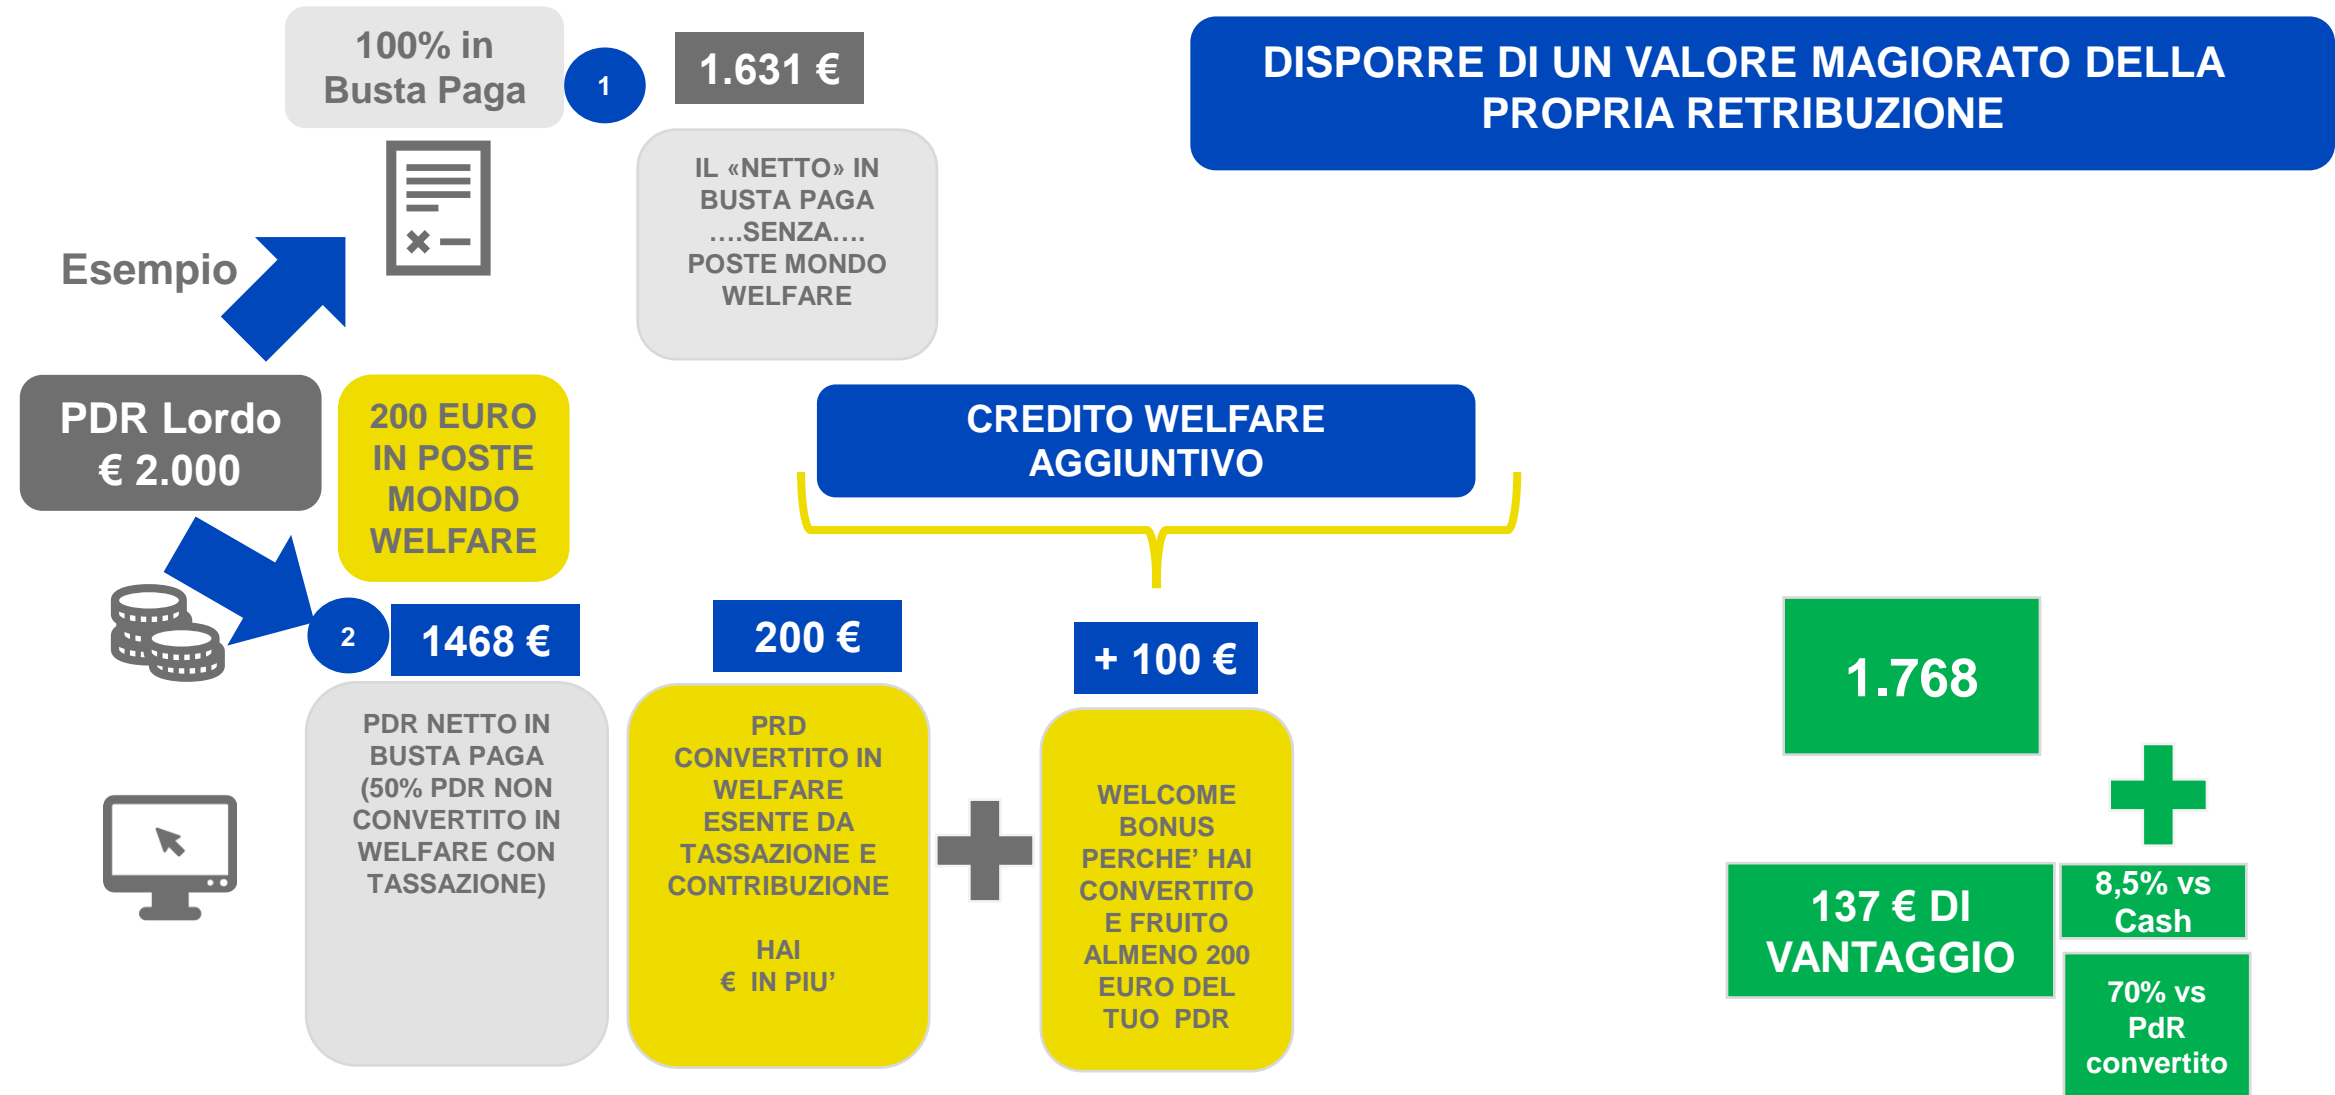 100% in
Busta Paga
1
1.631 €
DISPORRE DI UN VALORE MAGIORATO DELLA
PROPRIA RETRIBUZIONE
IL «NETTO» IN
BUSTA PAGA
....SENZA....
POSTE MONDO
WELFARE
Esempio
PDR Lordo
€ 2.000
200 EURO
IN POSTE
MONDO
WELFARE
CREDITO WELFARE
AGGIUNTIVO
2
1468 €
200 €
+ 100 €
1.768
PDR NETTO IN
BUSTA PAGA
(50% PDR NON
CONVERTITO IN
WELFARE CON
TASSAZIONE)
PRD
CONVERTITO IN
WELFARE
ESENTE DA
TASSAZIONE E
CONTRIBUZIONE
HAI
€  IN PIU’
WELCOME
BONUS
PERCHE’ HAI
CONVERTITO
E FRUITO
ALMENO 200
EURO DEL
TUO  PDR
137 € DI
VANTAGGIO
8,5% vs
Cash
70% vs
PdR
convertito